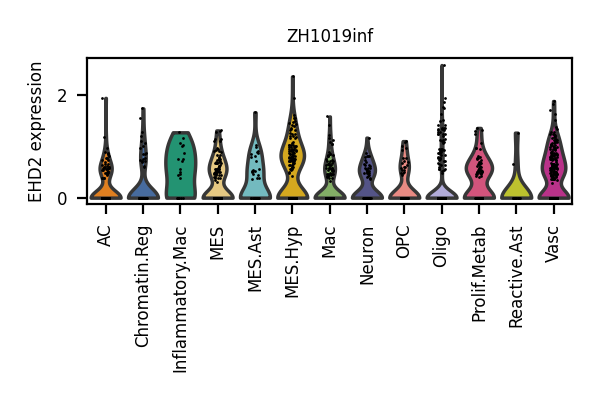 ZH1019inf
EHD2 expression
2
0
AC
Chromatin.Reg
Inflammatory.Mac
MES
MES.Ast
MES.Hyp
Mac
Neuron
OPC
Oligo
Prolif.Metab
Reactive.Ast
Vasc